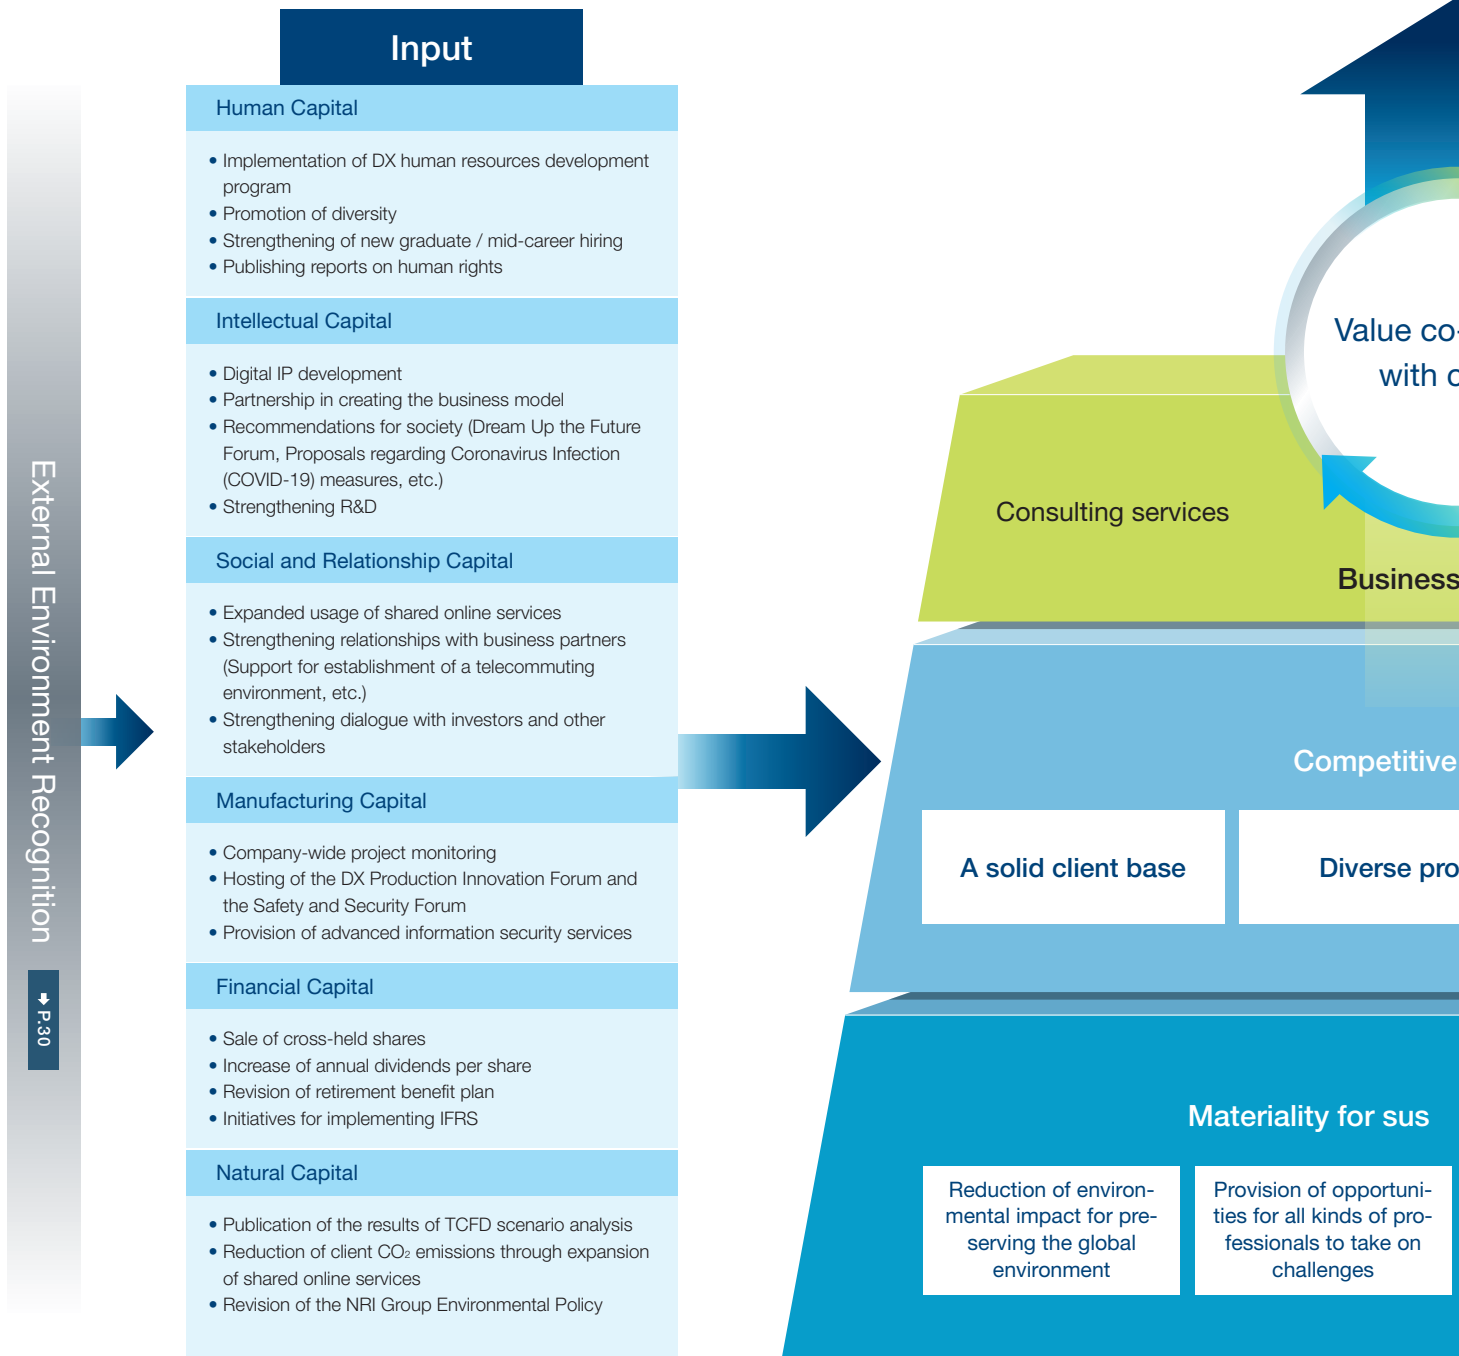 Input
External Environment Recognition
P.30
Human Capital
• Implementation of DX human resources development
program
• Promotion of diversity
• Strengthening of new graduate / mid-career hiring
• Publishing reports on human rights
Intellectual Capital
• Digital IP development
• Partnership in creating the business model
• Recommendations for society (Dream Up the Future
Forum, Proposals regarding Coronavirus Infection
(COVID-19) measures, etc.)
• Strengthening R&D
Social and Relationship Capital
• Expanded usage of shared online services
• Strengthening relationships with business partners
(Support for establishment of a telecommuting
environment, etc.)
• Strengthening dialogue with investors and other
stakeholders
Manufacturing Capital
• Company-wide project monitoring
• Hosting of the DX Production Innovation Forum and
the Safety and Security Forum
• Provision of advanced information security services
Financial Capital
• Sale of cross-held shares
• Increase of annual dividends per share
• Revision of retirement benefit plan
• Initiatives for implementing IFRS
Natural Capital
• Publication of the results of TCFD scenario analysis
• Reduction of client CO₂ emissions through expansion
of shared online services
• Revision of the NRI Group Environmental Policy
Value co-
with c
Consulting services
Business
Competitive
A solid client base
Diverse pro
Materiality for sus
Reduction of environ-
mental impact for pre-
serving the global
environment
Provision of opportuni-
ties for all kinds of pro-
fessionals to take on
challenges